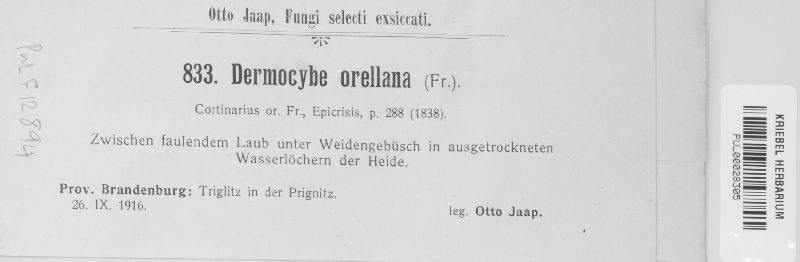 Otto Jaap, Fungi selecti exsiccati.
833. Dermocybe orellana (Fr.).
Cortinarius or. Fr., Epicrisis, p. 288 (1838).
Zwischen faulendem Laub unter Weidengebüsch in ausgetrockneten
Wasserlöchern der Heide.
Prov. Brandenburg: Triglitz in der Prignitz.
26. IX. 1916.
leg. Otto Jaap.
PUL F12894
KRIEBEL HERBARIUM
PUL00028305